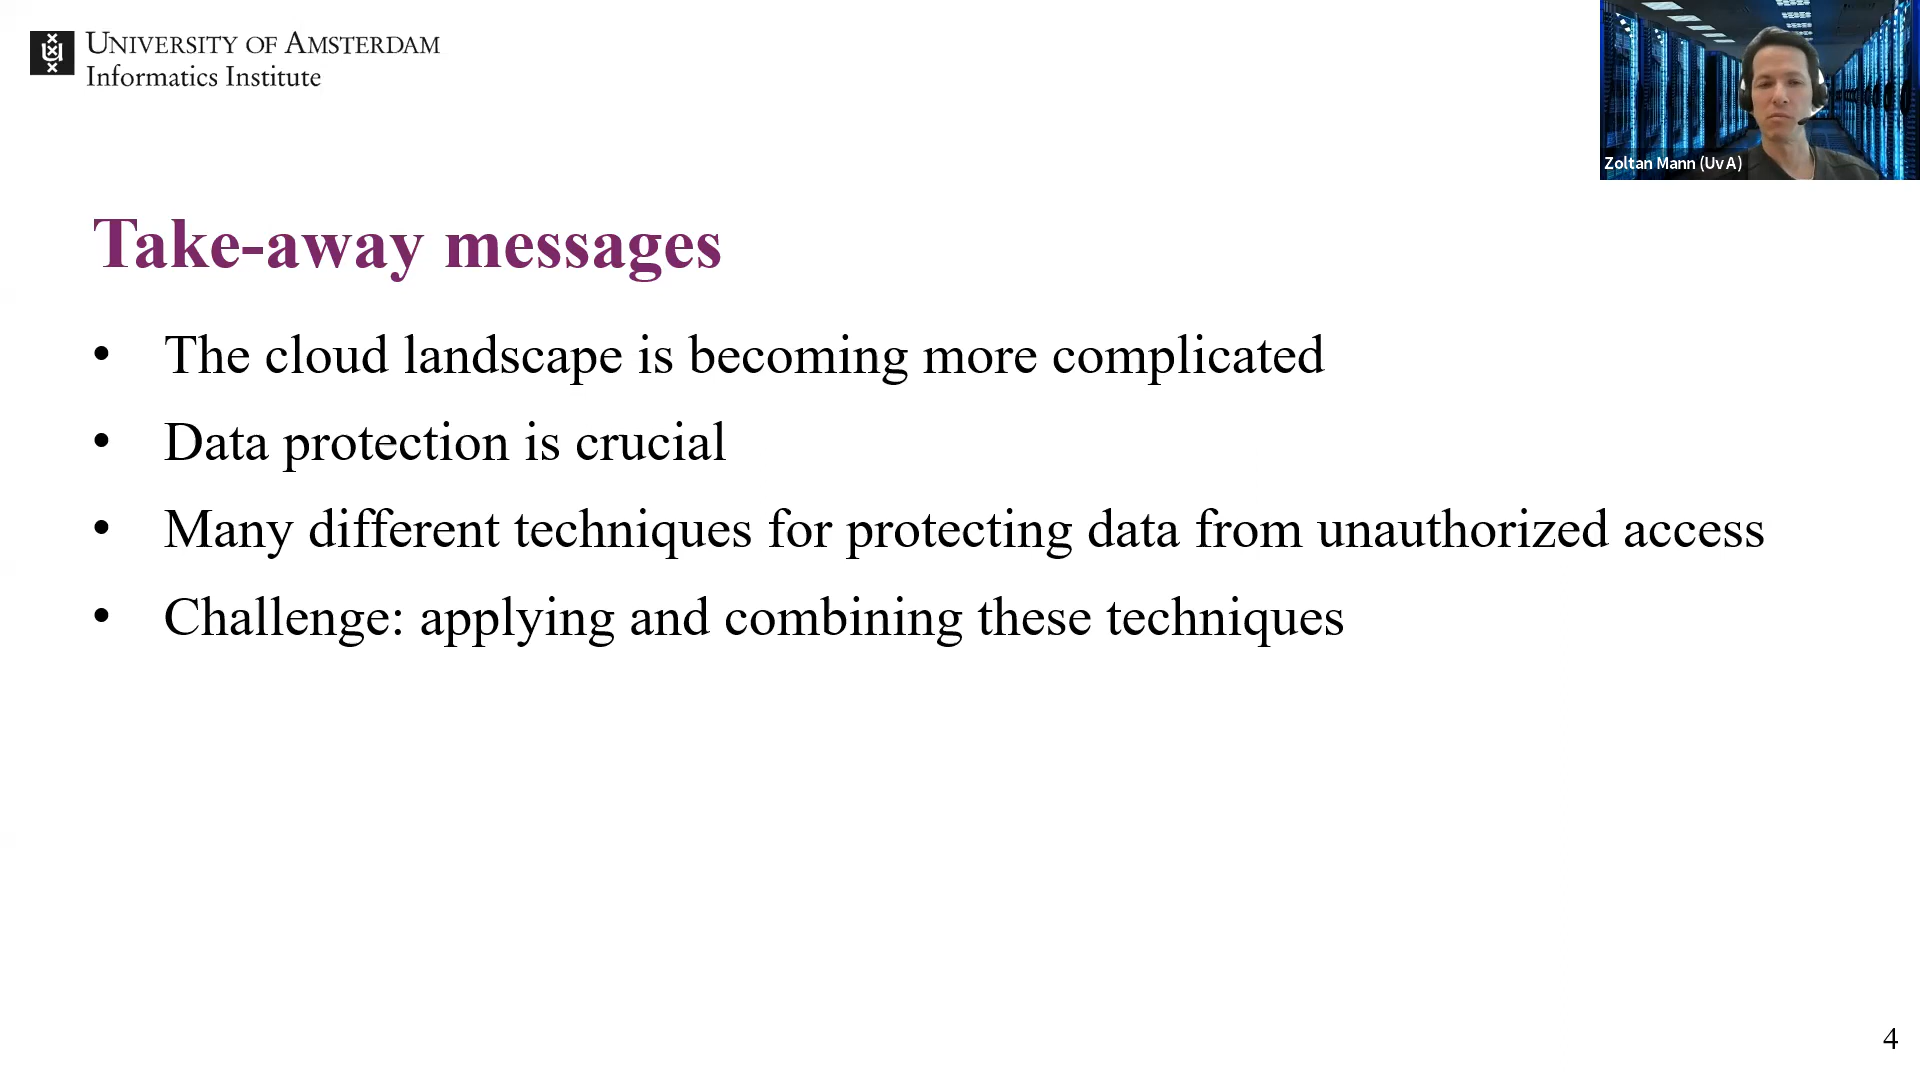 UNIVERSITY OF AMSTERDAM
Informatics Institute
Zoltan Mann (UvA)
Take-away messages
• The cloud landscape is becoming more complicated
• Data protection is crucial
• Many different techniques for protecting data from unauthorized access
• Challenge: applying and combining these techniques
4